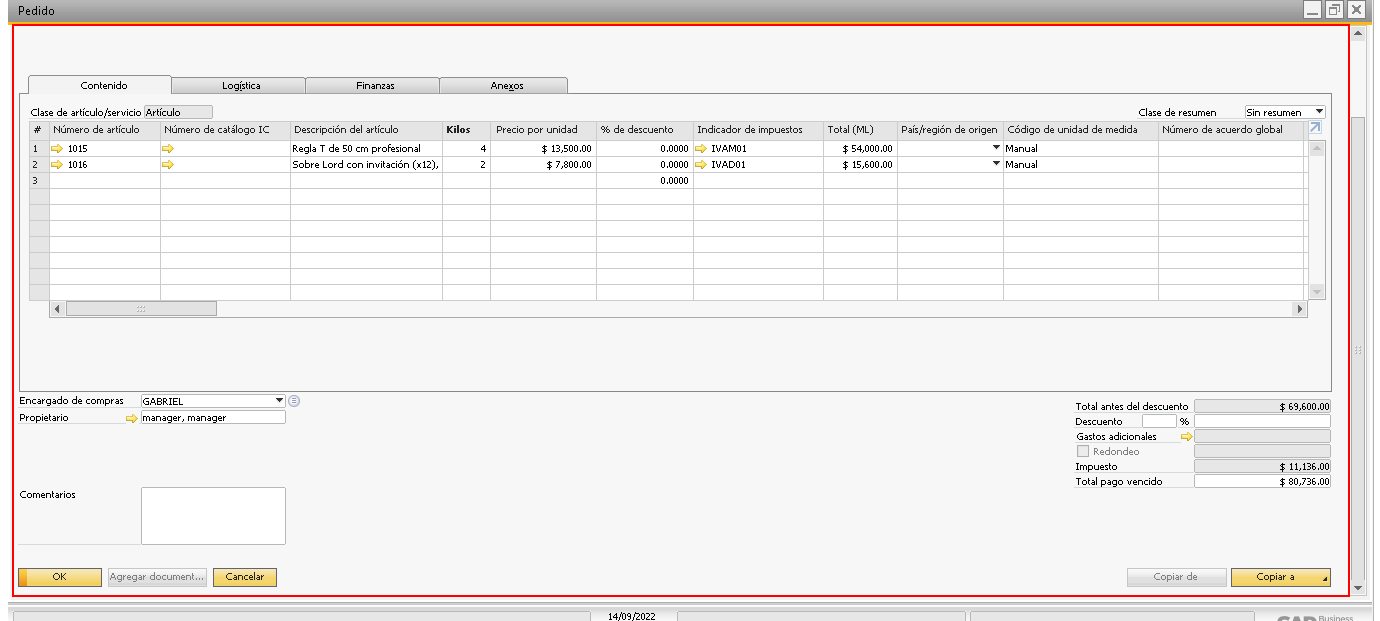 Pedido
Contenido Logística Finanzas Anexos
Clase de artículo/servicio Artículo Clase de resumen Sin resumen
# Número de artículo Número de catálogo IC Descripción del artículo Kilos Precio por unidad % de descuento Indicador de impuestos Total (ML) País/región de origen Código de unidad de medida Número de acuerdo global
1 1015 Regla T de 50 cm profesional 4 $ 13,500.00 0.0000 IVAM01 $ 54,000.00 Manual
2 1016 Sobre Lord con invitación (x12), 2 $ 7,800.00 0.0000 IVAD01 $ 15,600.00 Manual
3 0.0000
Encargado de compras GABRIEL
Propietario manager, manager
Total antes del descuento $ 69,600.00
Descuento %
Gastos adicionales
Redondeo
Impuesto $ 11,136.00
Total pago vencido $ 80,736.00
Comentarios
OK Agregar document... Cancelar Copiar de Copiar a
14/09/2022
SAP Business